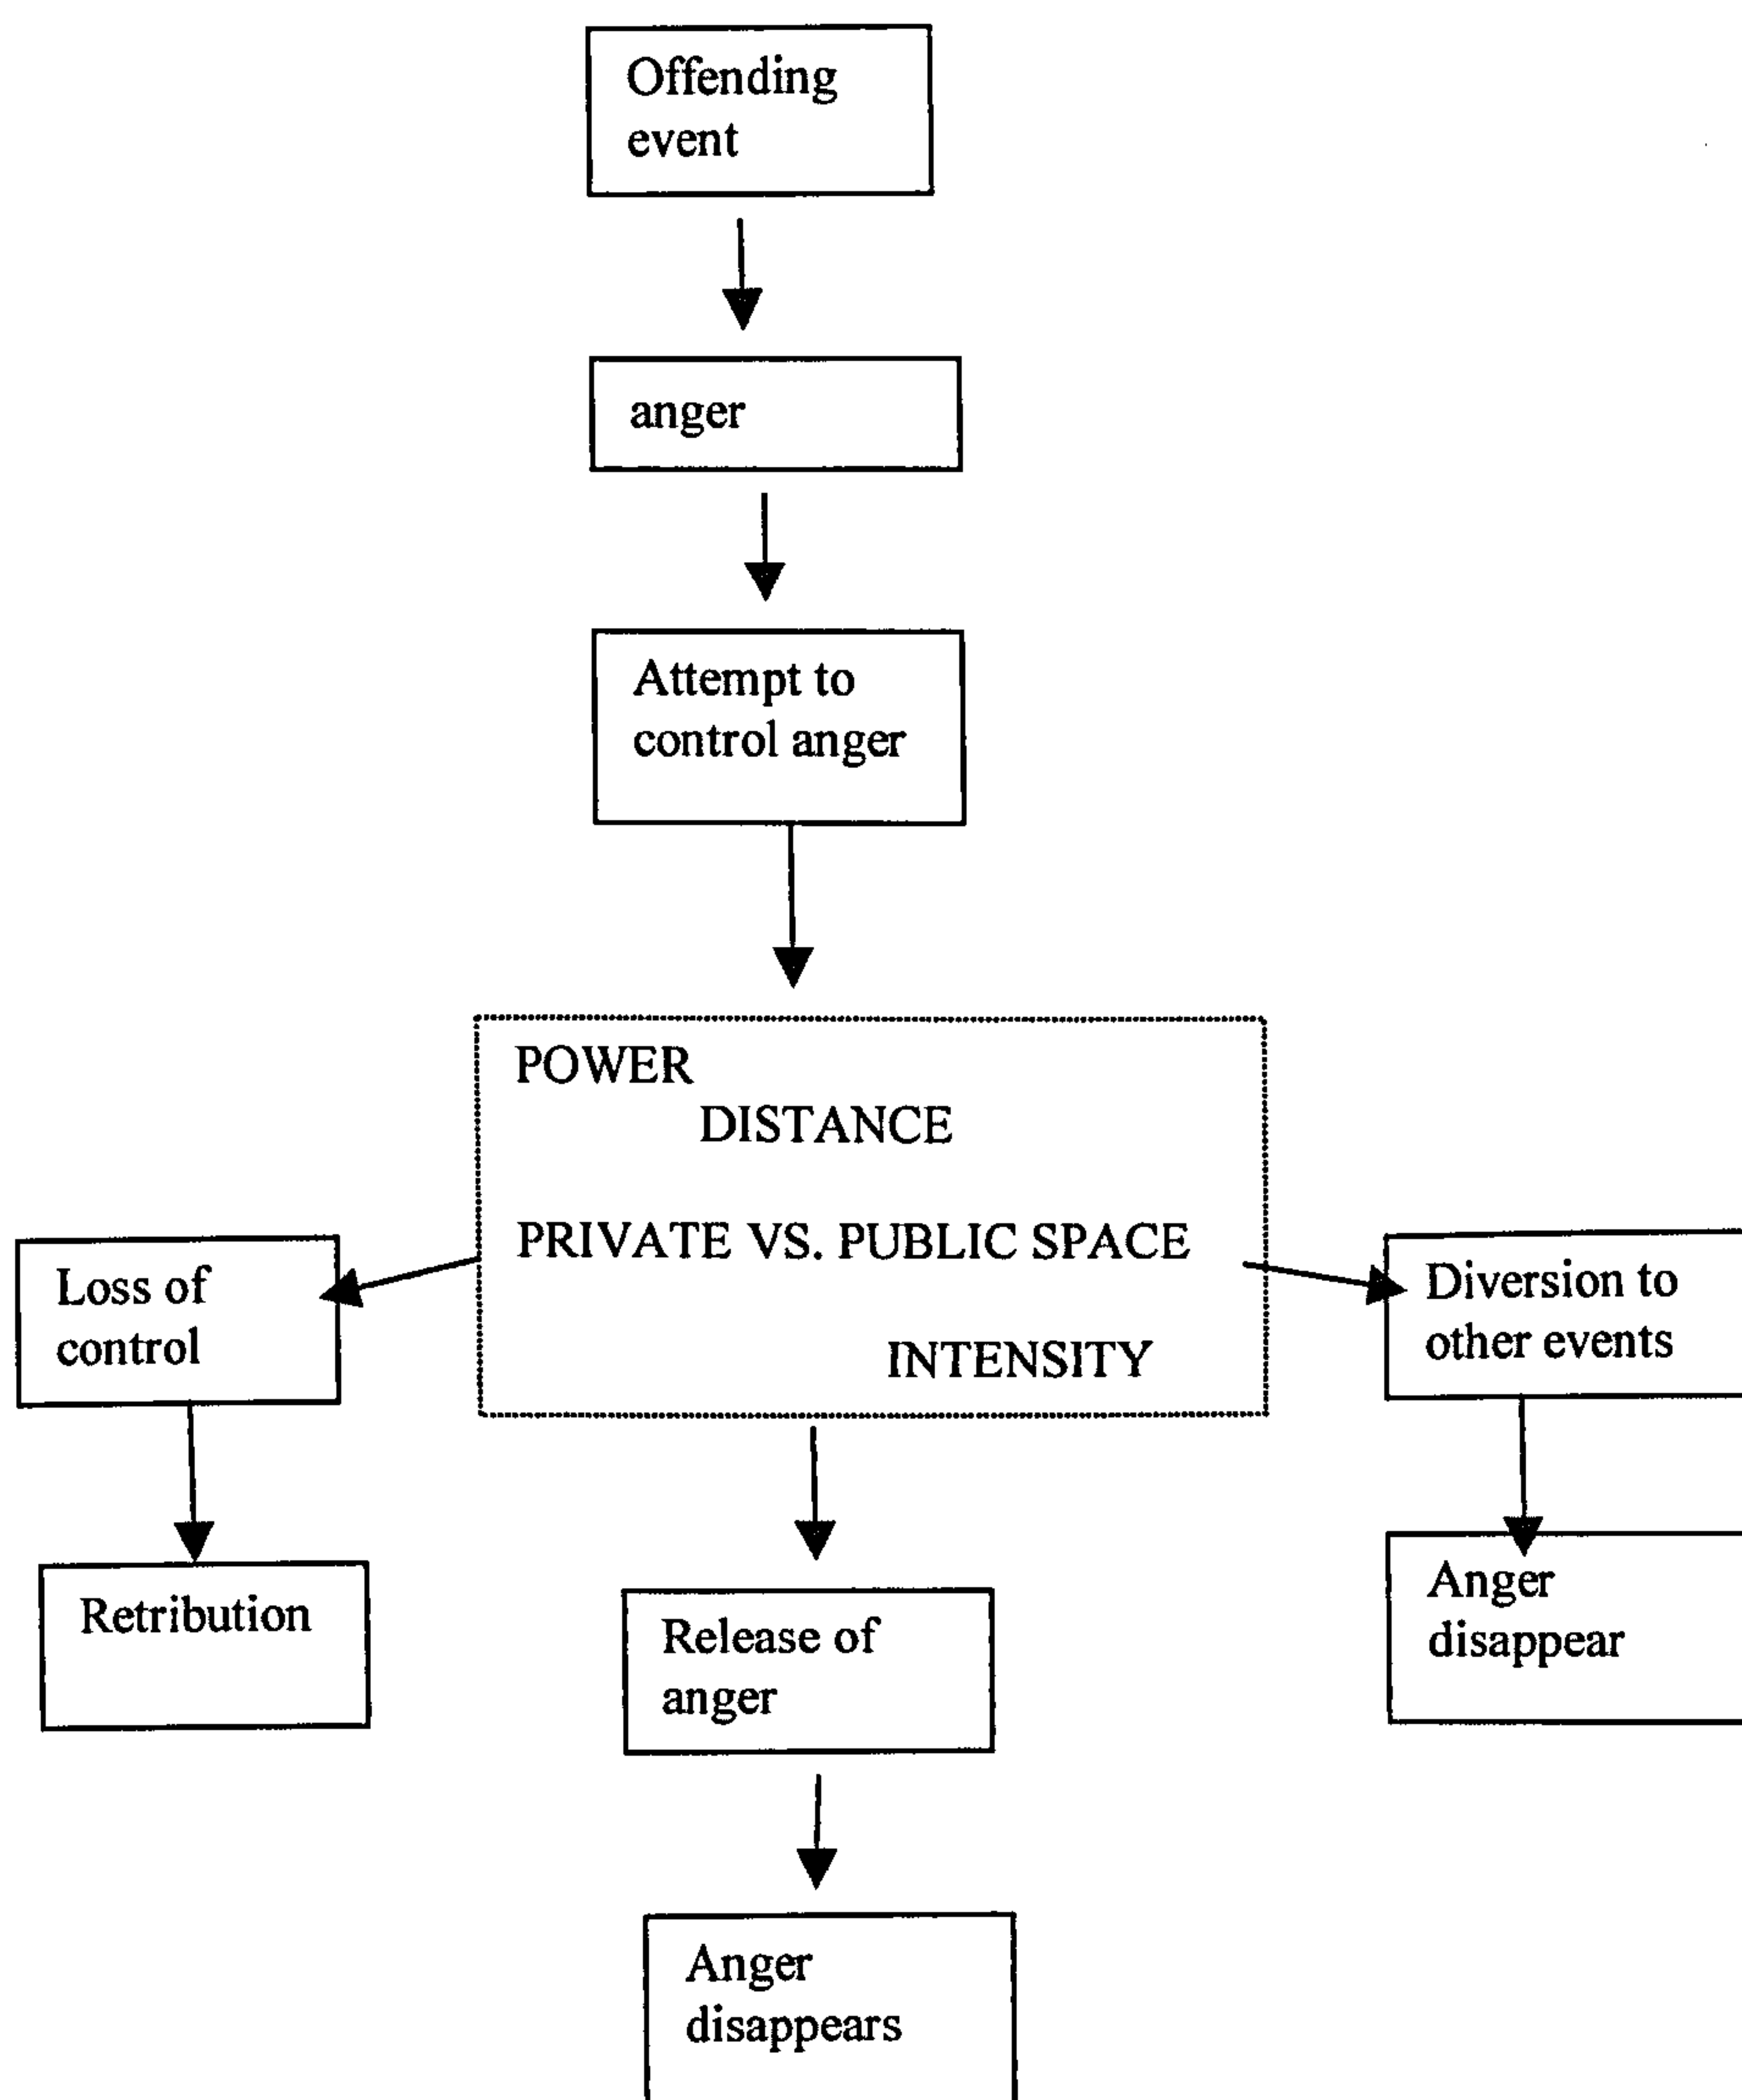 Offending
event
anger
Attempt to
control anger
POWER
DISTANCE
PRIVATE VS. PUBLIC SPACE
INTENSITY
Loss of
control
Diversion to
other events
Retribution
Release of
anger
Anger
disappear
Anger
disappears